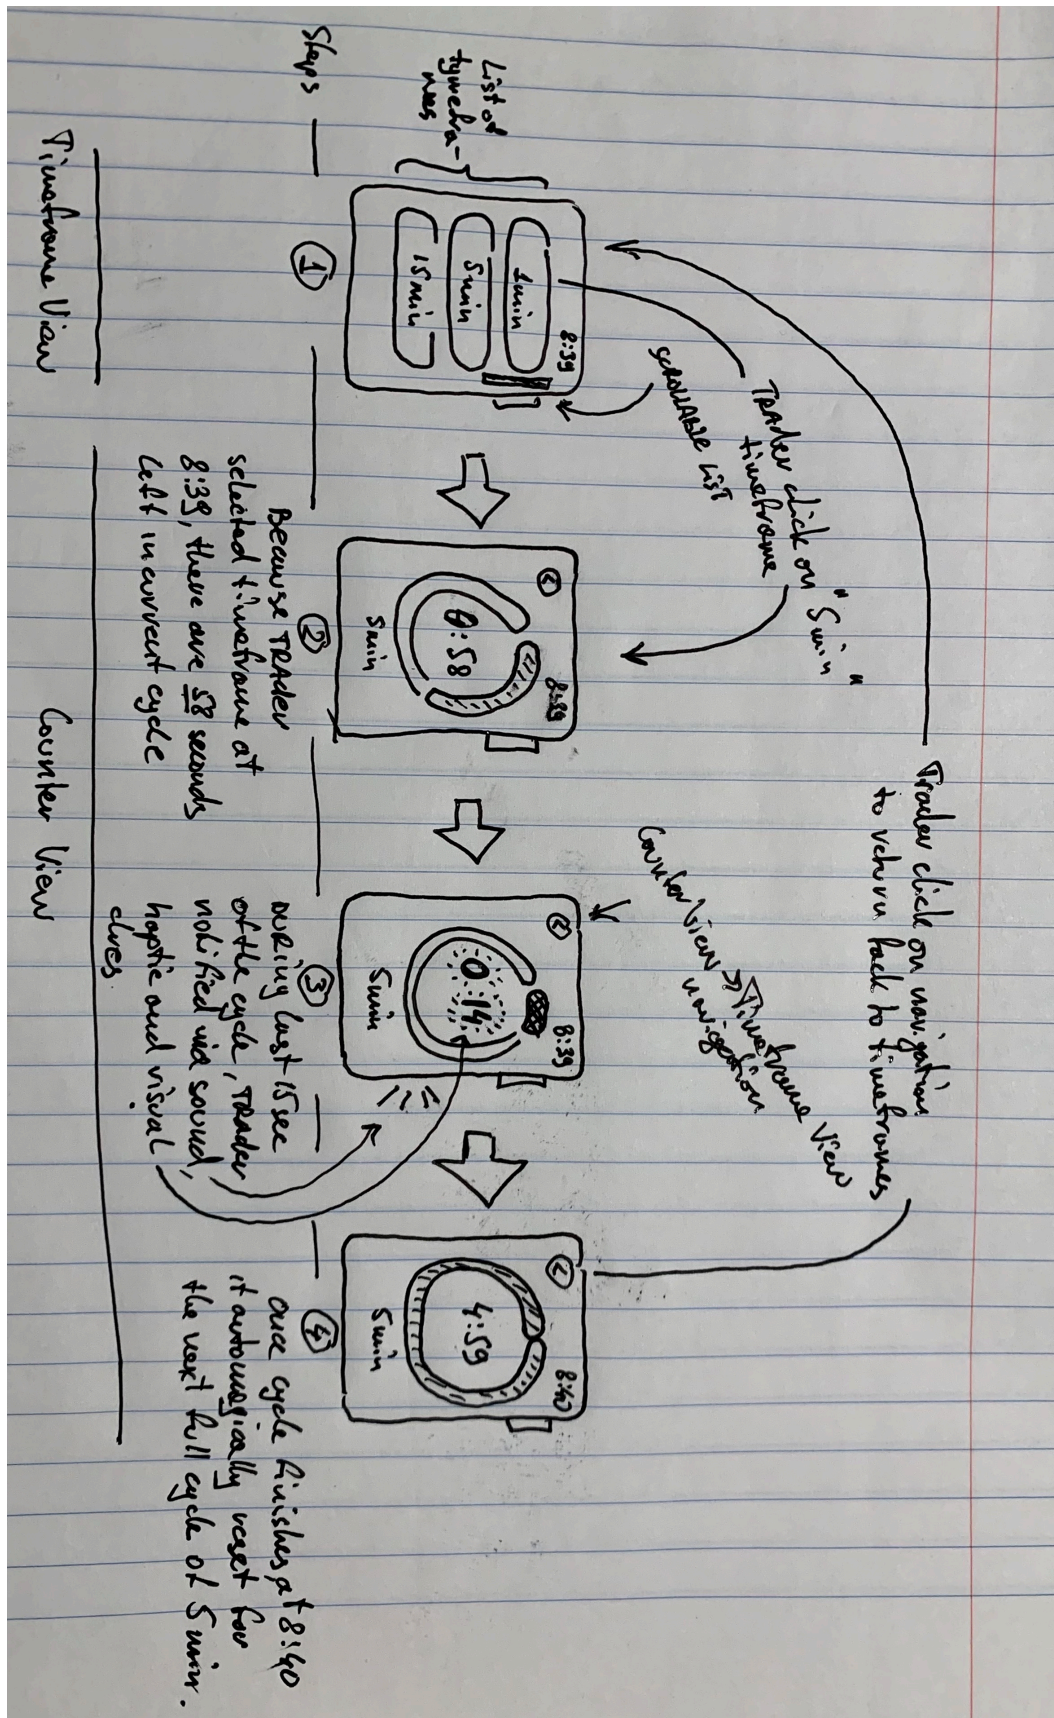 Trader click on navigation
to return back to timeframes
TRADER click on "5min"
timeframe
SCROLLABLE LIST
Counter View => Timeframe View
navigation
List of
tymefra-
mes
Steps
8:39
1min
5min
15min
1
<
8:39
0:58
5min
2
<
8:39
0:14
5min
3
<
8:40
4:59
5min
4
Because TRADER
selected timeframe at
8:39, there are 58 seconds
left in current cycle
DURING last 15 sec
of the cycle, TRADER
notified via sound,
haptic and visual
clues.
once cycle finishes at 8:40
it automagically reset for
the next full cycle of 5 min.
Timeframe View
Counter View